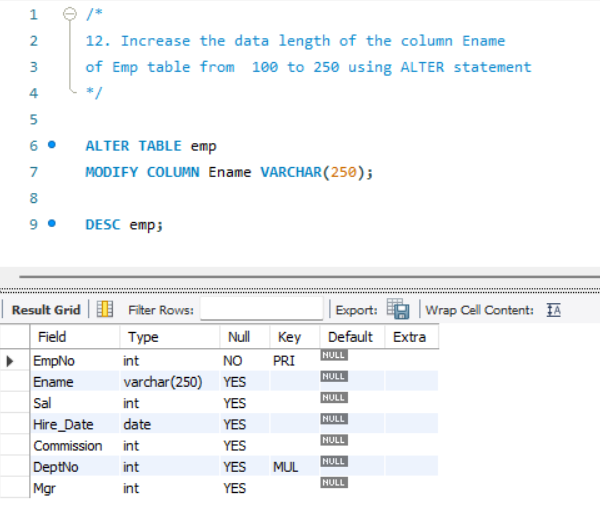 1 /*
2 12. Increase the data length of the column Ename
3 of Emp table from  100 to 250 using ALTER statement
4 */
5
6 ALTER TABLE emp
7 MODIFY COLUMN Ename VARCHAR(250);
8
9 DESC emp;
Result Grid Filter Rows: Export: Wrap Cell Content: IA
Field Type Null Key Default Extra
EmpNo int NO PRI NULL
Ename varchar(250) YES NULL
Sal int YES NULL
Hire_Date date YES NULL
Commission int YES NULL
DeptNo int YES MUL NULL
Mgr int YES NULL